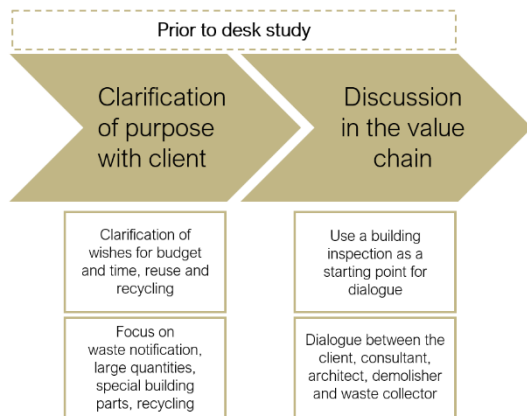 Prior to desk study
Clarification
of purpose
with client
Discussion
in the value
chain
Clarification of
wishes for budget
and time, reuse and
recycling
Use a building
inspection as a
starting point for
dialogue
Focus on
waste notification,
large quantities,
special building
parts, recycling
Dialogue between the
client, consultant,
architect, demolisher
and waste collector